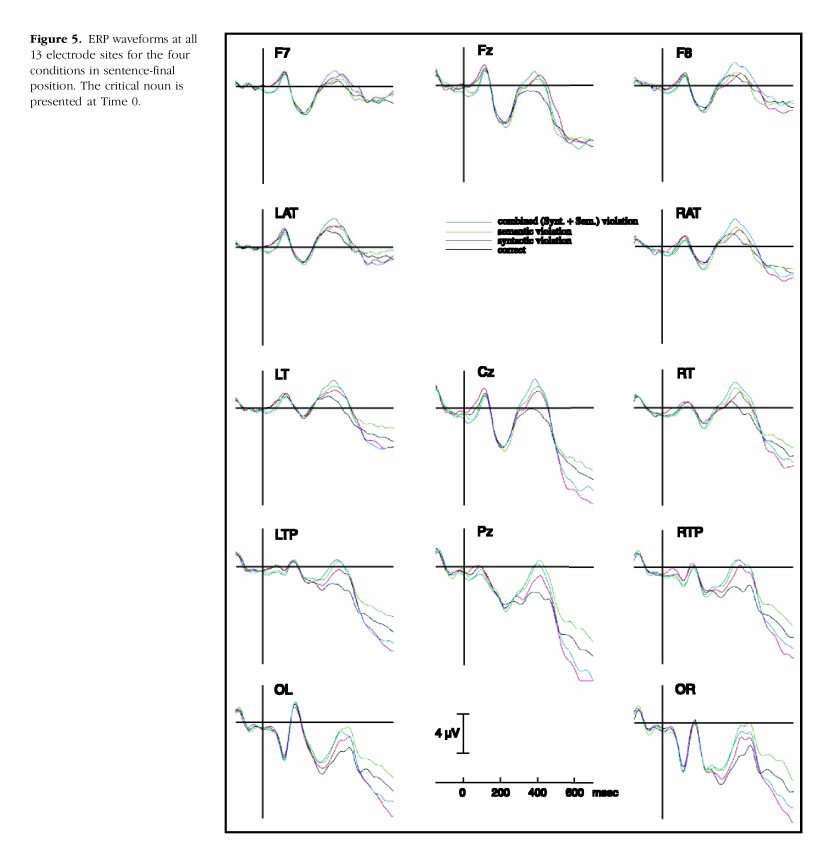 Figure 5. ERP waveforms at all
13 electrode sites for the four
conditions in sentence-final
position. The critical noun is
presented at Time 0.
F7
Fz
F8
LAT
combined (Synt. + Sem.) violation
semantic violation
syntactic violation
correct
RAT
LT
Cz
RT
LTP
Pz
RTP
OL
OR
4 µV
0 200 400 600 msec